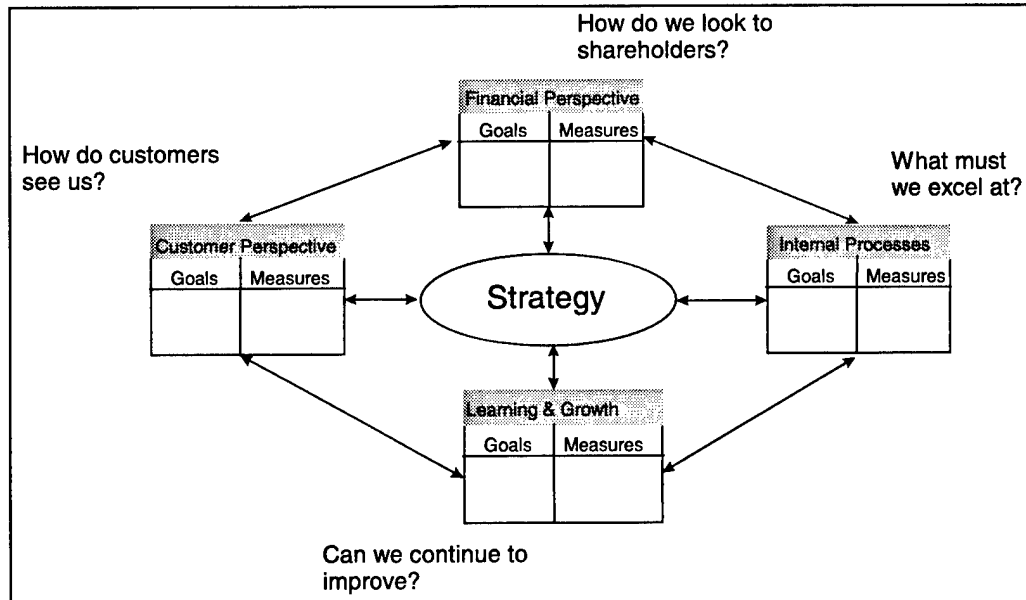 How do we look to
shareholders?
Financial Perspective
Goals Measures
How do customers
see us?
What must
we excel at?
Customer Perspective
Goals Measures
Internal Processes
Goals Measures
Strategy
Learning & Growth
Goals Measures
Can we continue to
improve?